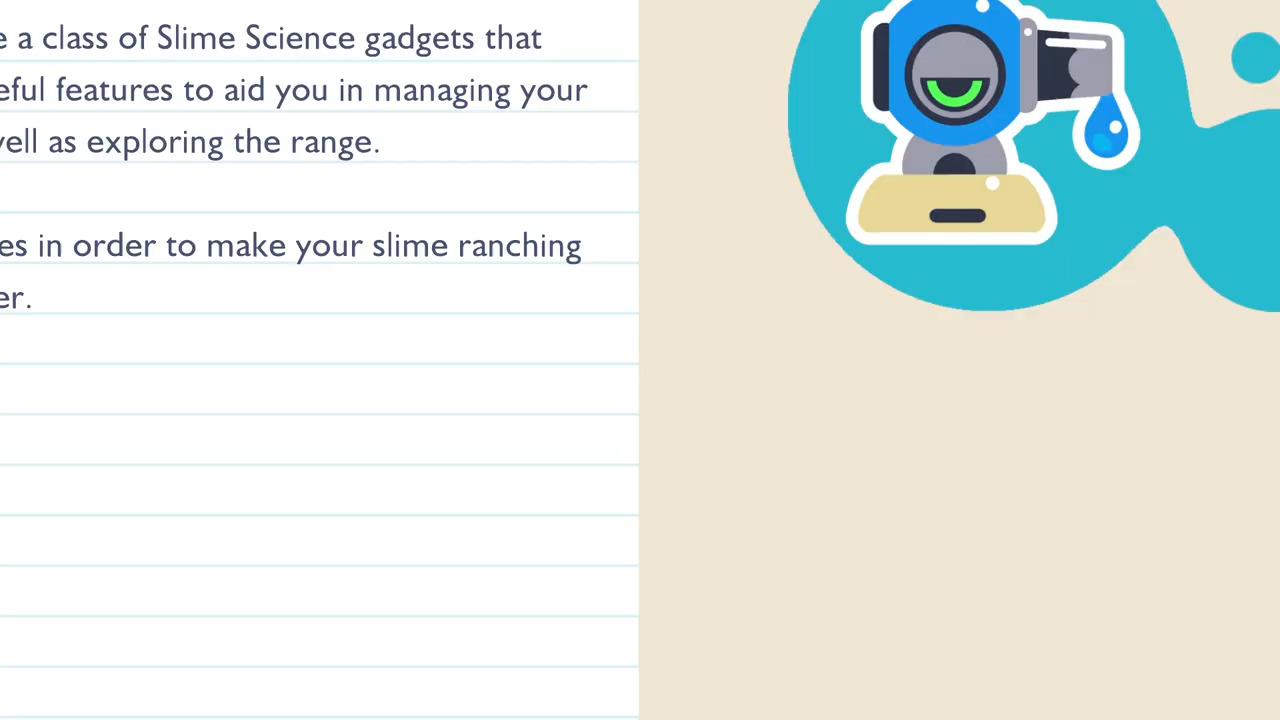 e a class of Slime Science gadgets that
eful features to aid you in managing your
well as exploring the range.
es in order to make your slime ranching
er.